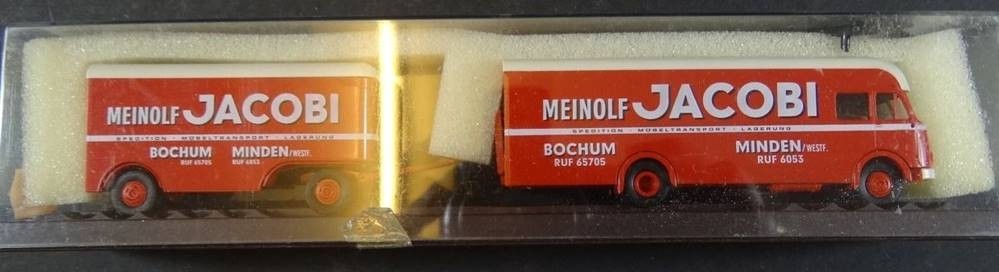 MEINOLF JACOBI
SPEDITION · MÖBELTRANSPORT · LAGERUNG
BOCHUM MINDEN/WESTF.
RUF 65705 RUF 6053
MEINOLF JACOBI
SPEDITION · MÖBELTRANSPORT · LAGERUNG
BOCHUM MINDEN/WESTF.
RUF 65705 RUF 6053